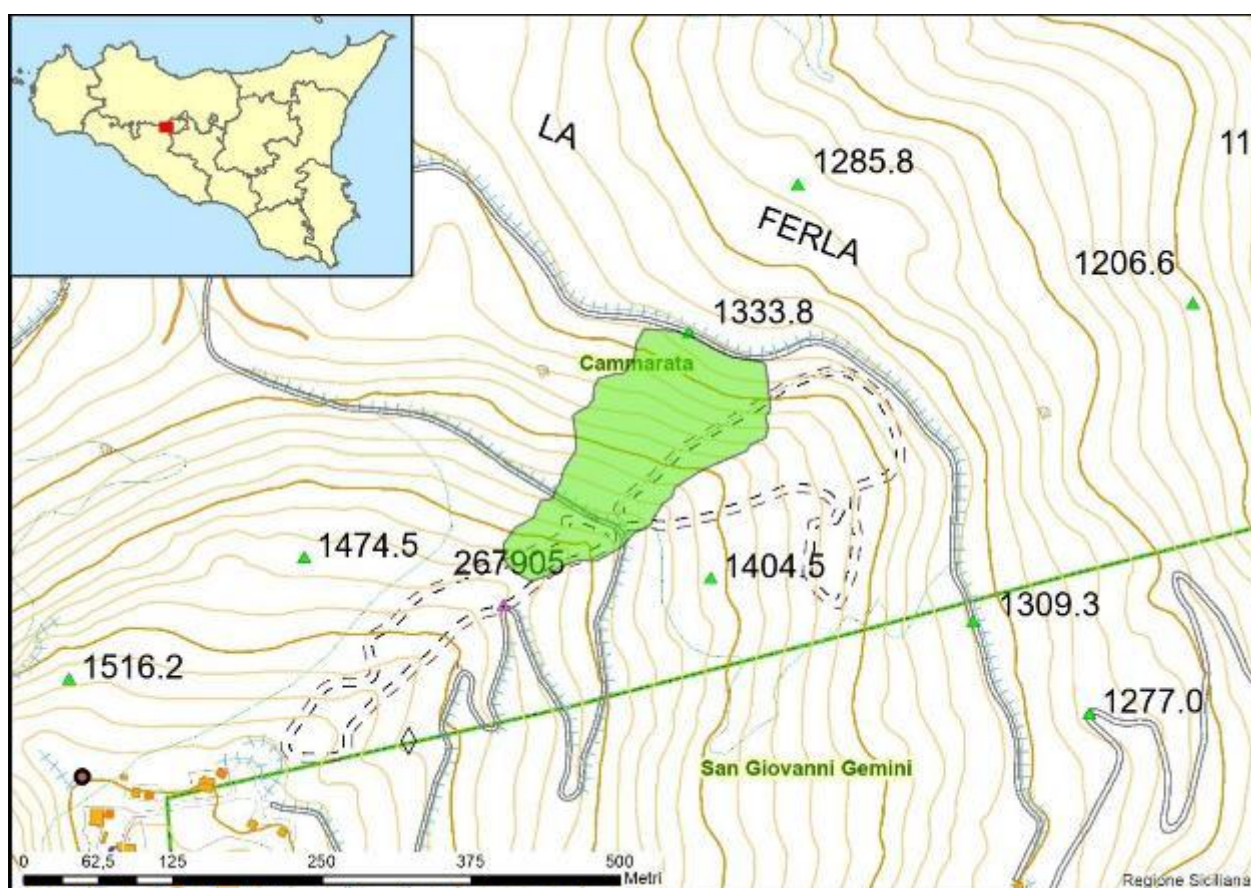 LA
1285.8
11
FERLA
1206.6
1333.8
Cammarata
1474.5
267905
1404.5
1309.3
1516.2
1277.0
San Giovanni Gemini
0 62,5 125 250 375 500
Metri
Regione Siciliana